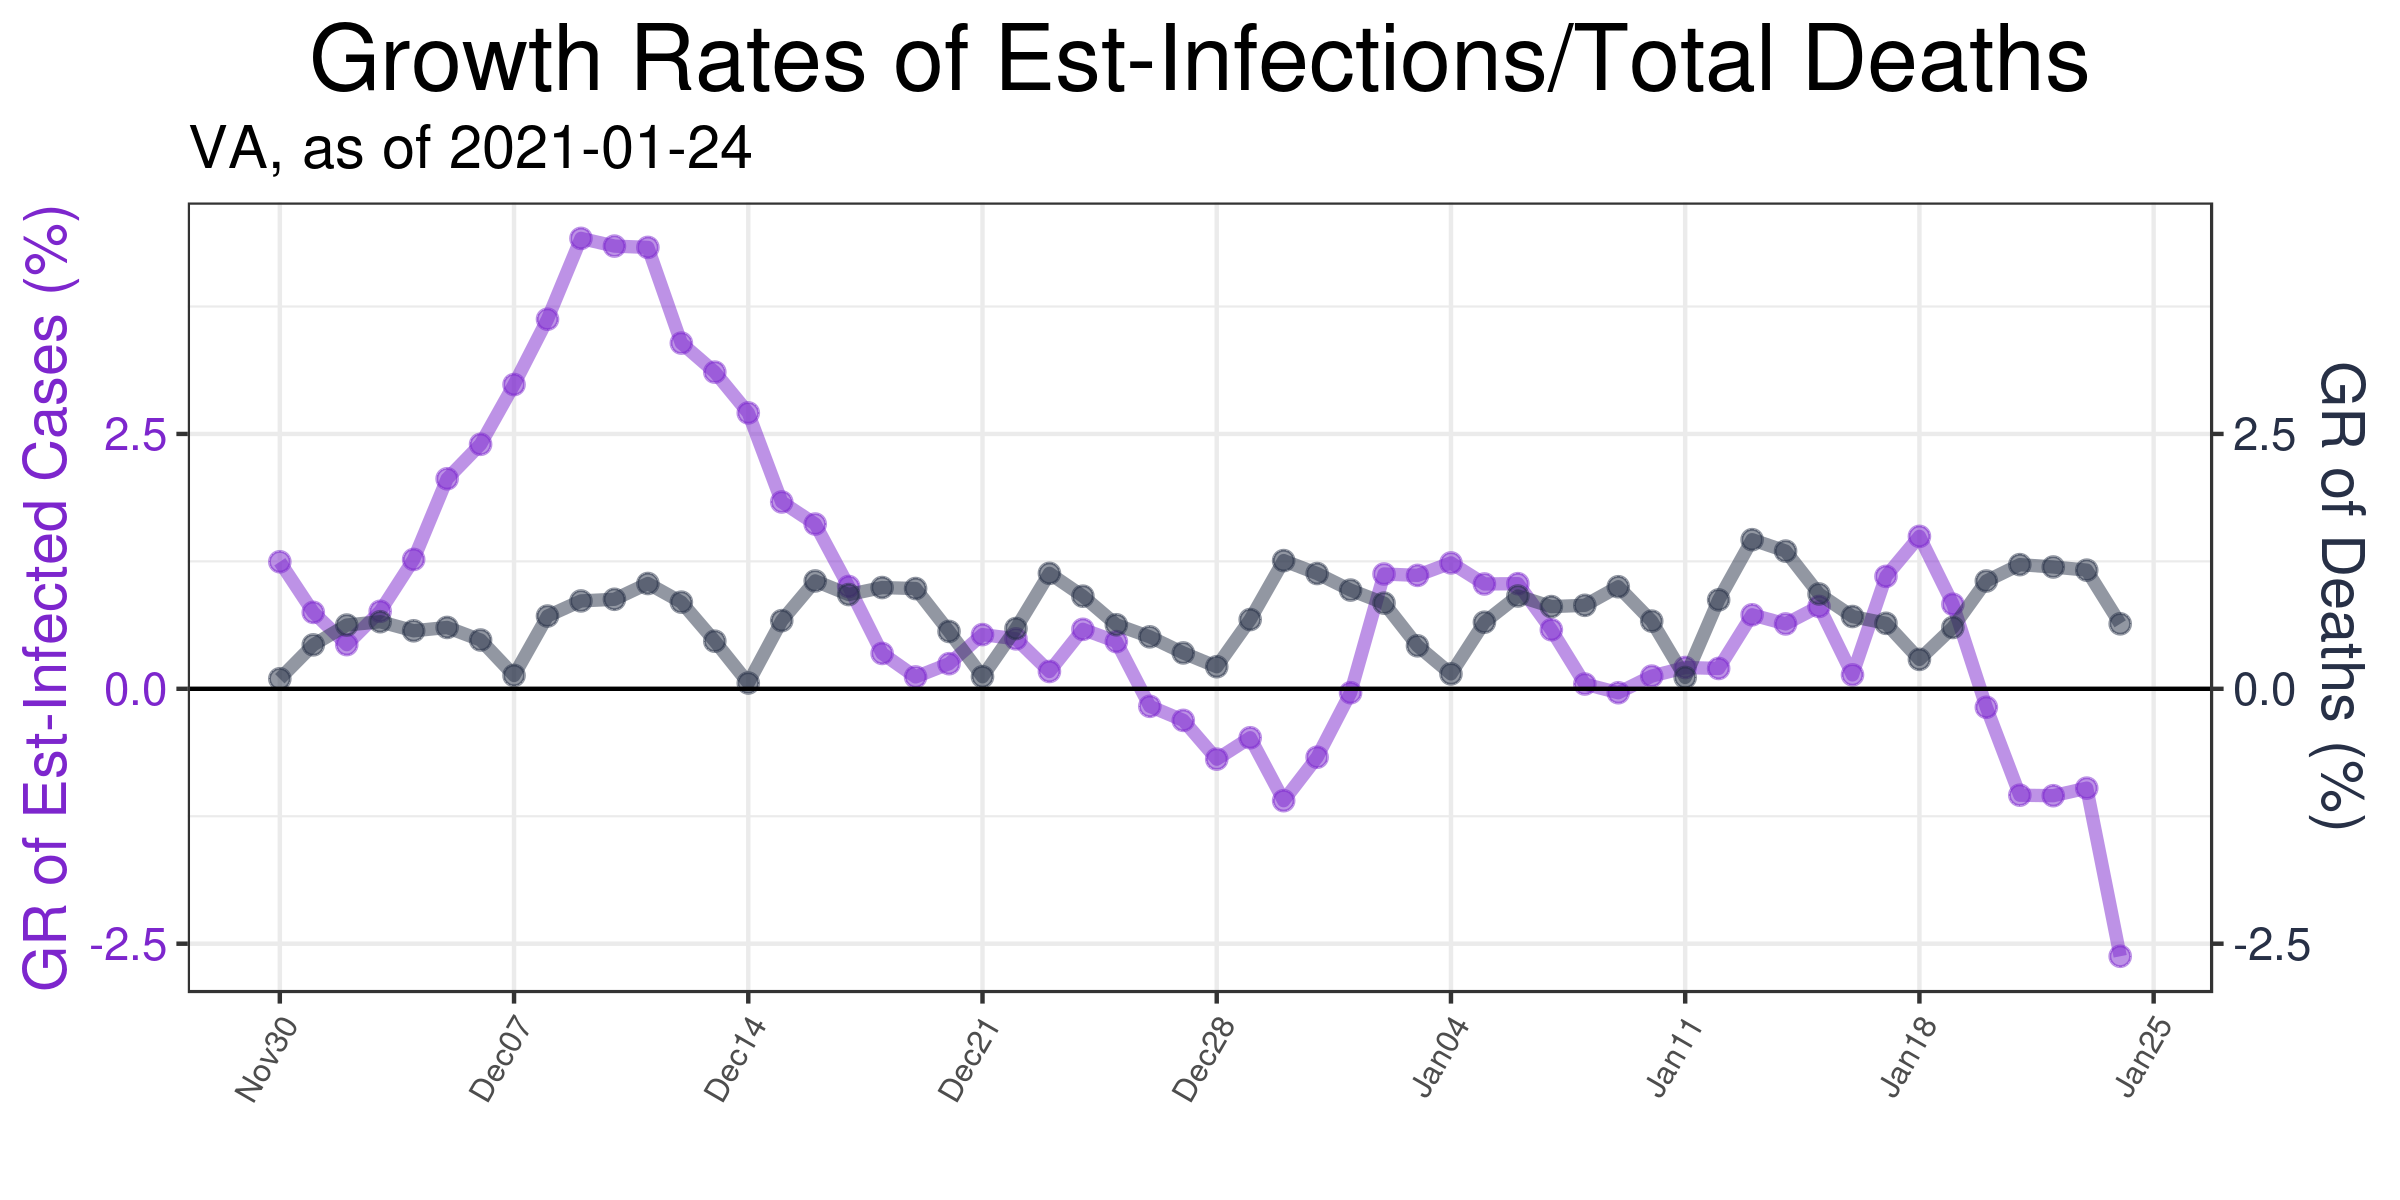 Growth Rates of Est-Infections/Total Deaths
VA, as of 2021-01-24
GR of Est-Infected Cases (%)
2.5
0.0
-2.5
2.5
0.0
-2.5
GR of Deaths (%)
Nov30
Dec07
Dec14
Dec21
Dec28
Jan04
Jan11
Jan18
Jan25